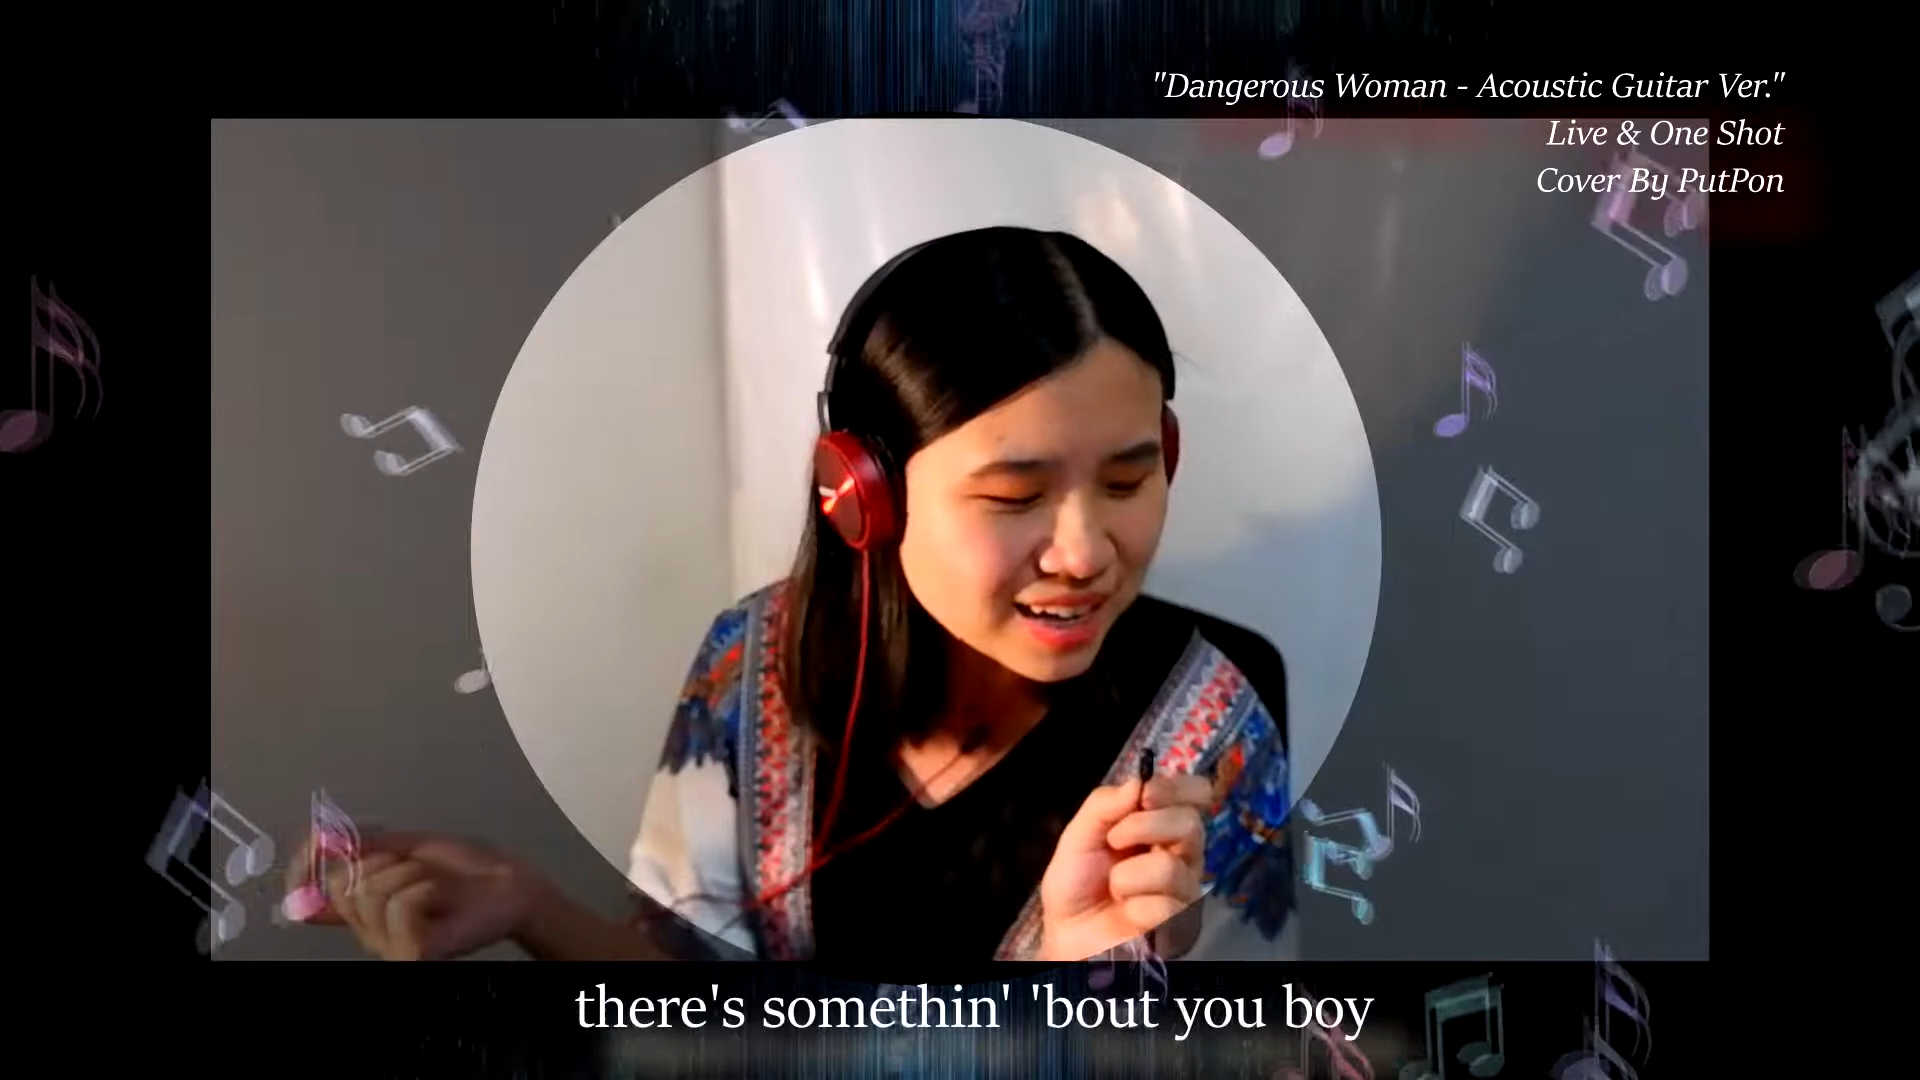 "Dangerous Woman - Acoustic Guitar Ver."
Live & One Shot
Cover By PutPon
there's somethin' 'bout you boy